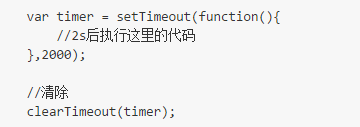 var timer = setTimeout(function(){
    //2s后执行这里的代码
},2000);

//清除
clearTimeout(timer);